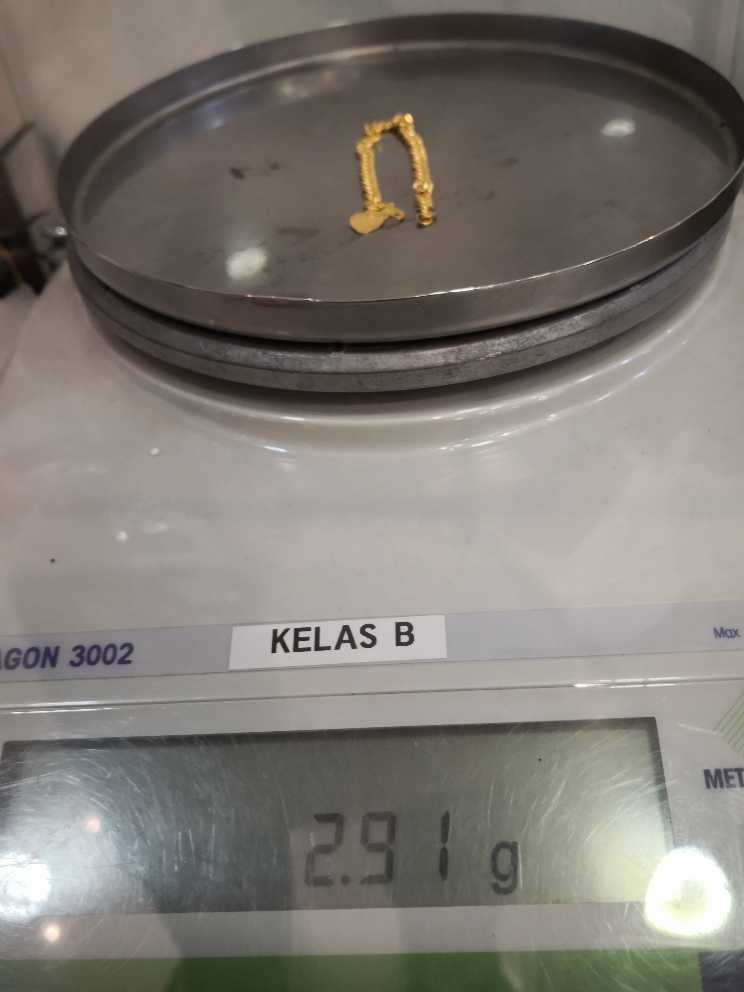 AGON 3002
KELAS B
Max
MET
2.91 g